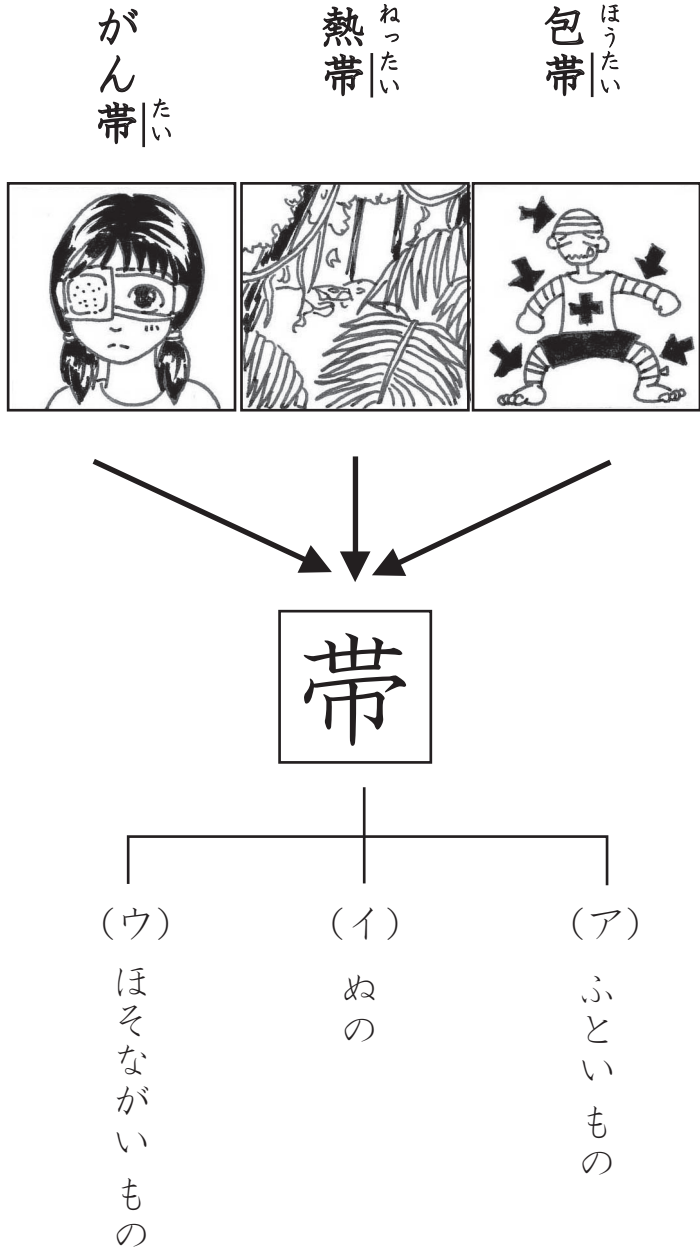 包帯
ほうたい
熱帯
ねったい
がん帯
たい
帯
（ア）ふとい もの
（イ）ぬの
（ウ）ほそながい もの